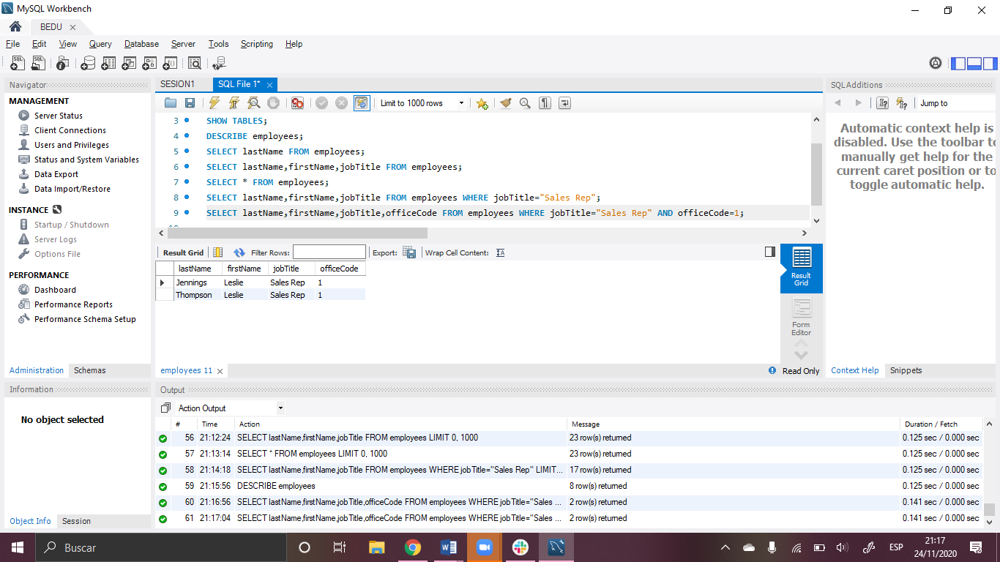 MySQL Workbench
BEDU
File Edit View Query Database Server Tools Scripting Help
Navigator
MANAGEMENT
Server Status
Client Connections
Users and Privileges
Status and System Variables
Data Export
Data Import/Restore
INSTANCE
Startup / Shutdown
Server Logs
Options File
PERFORMANCE
Dashboard
Performance Reports
Performance Schema Setup
Administration Schemas
Information
No object selected
Object Info Session
SESION1 SQL File 1*
Limit to 1000 rows
3 SHOW TABLES;
4 DESCRIBE employees;
5 SELECT lastName FROM employees;
6 SELECT lastName,firstName,jobTitle FROM employees;
7 SELECT * FROM employees;
8 SELECT lastName,firstName,jobTitle FROM employees WHERE jobTitle="Sales Rep";
9 SELECT lastName,firstName,jobTitle,officeCode FROM employees WHERE jobTitle="Sales Rep" AND officeCode=1;
Result Grid Filter Rows: Export: Wrap Cell Content:
lastName firstName jobTitle officeCode
Jennings Leslie Sales Rep 1
Thompson Leslie Sales Rep 1
Result
Grid
Form
Editor
employees 11
Read Only
SQLAdditions
Jump to
Automatic context help is
disabled. Use the toolbar to
manually get help for the
current caret position or to
toggle automatic help.
Context Help Snippets
Output
Action Output
# Time Action Message Duration / Fetch
56 21:12:24 SELECT lastName,firstName,jobTitle FROM employees LIMIT 0, 1000 23 row(s) returned 0.125 sec / 0.000 sec
57 21:13:14 SELECT * FROM employees LIMIT 0, 1000 23 row(s) returned 0.125 sec / 0.000 sec
58 21:14:18 SELECT lastName,firstName,jobTitle FROM employees WHERE jobTitle="Sales Rep" LIMIT... 17 row(s) returned 0.125 sec / 0.000 sec
59 21:15:56 DESCRIBE employees 8 row(s) returned 0.125 sec / 0.000 sec
60 21:16:56 SELECT lastName,firstName,jobTitle,officeCode FROM employees WHERE jobTitle="Sales ... 2 row(s) returned 0.141 sec / 0.000 sec
61 21:17:04 SELECT lastName,firstName,jobTitle,officeCode FROM employees WHERE jobTitle="Sales ... 2 row(s) returned 0.141 sec / 0.000 sec
Buscar
ESP
21:17
24/11/2020